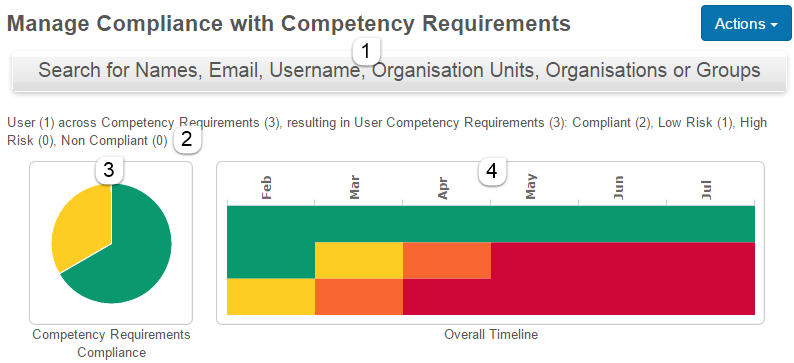 Manage Compliance with Competency Requirements
Actions
1
Search for Names, Email, Username, Organisation Units, Organisations or Groups
User (1) across Competency Requirements (3), resulting in User Competency Requirements (3): Compliant (2), Low Risk (1), High
Risk (0), Non Compliant (0)
2
3
4
Feb
Mar
Apr
May
Jun
Jul
Competency Requirements
Compliance
Overall Timeline